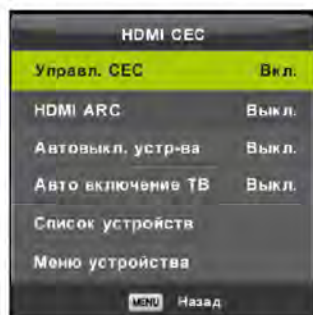 HDMI CEC
Управл. CEC Вкл.
HDMI ARC Выкл.
Автовыкл. устр-ва Выкл.
Авто включение ТВ Выкл.
Список устройств
Меню устройства
MENU Назад